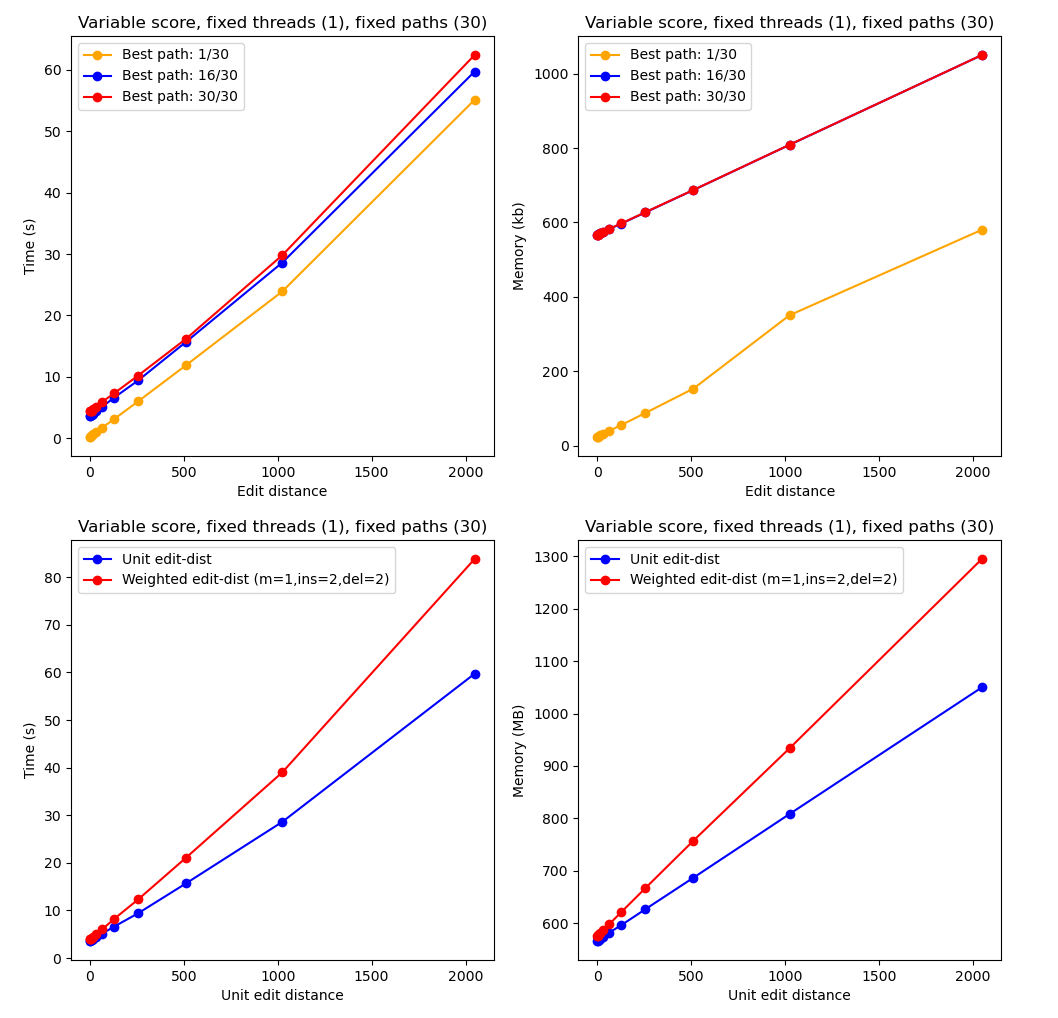 Variable score, fixed threads (1), fixed paths (30)
Best path: 1/30
Best path: 16/30
Best path: 30/30
60
50
40
30
20
10
0
Time (s)
0 500 1000 1500 2000
Edit distance
Variable score, fixed threads (1), fixed paths (30)
Best path: 1/30
Best path: 16/30
Best path: 30/30
1000
800
600
400
200
0
Memory (kb)
0 500 1000 1500 2000
Edit distance
Variable score, fixed threads (1), fixed paths (30)
Unit edit-dist
Weighted edit-dist (m=1,ins=2,del=2)
80
70
60
50
40
30
20
10
0
Time (s)
0 500 1000 1500 2000
Unit edit distance
Variable score, fixed threads (1), fixed paths (30)
Unit edit-dist
Weighted edit-dist (m=1,ins=2,del=2)
1300
1200
1100
1000
900
800
700
600
Memory (MB)
0 500 1000 1500 2000
Unit edit distance